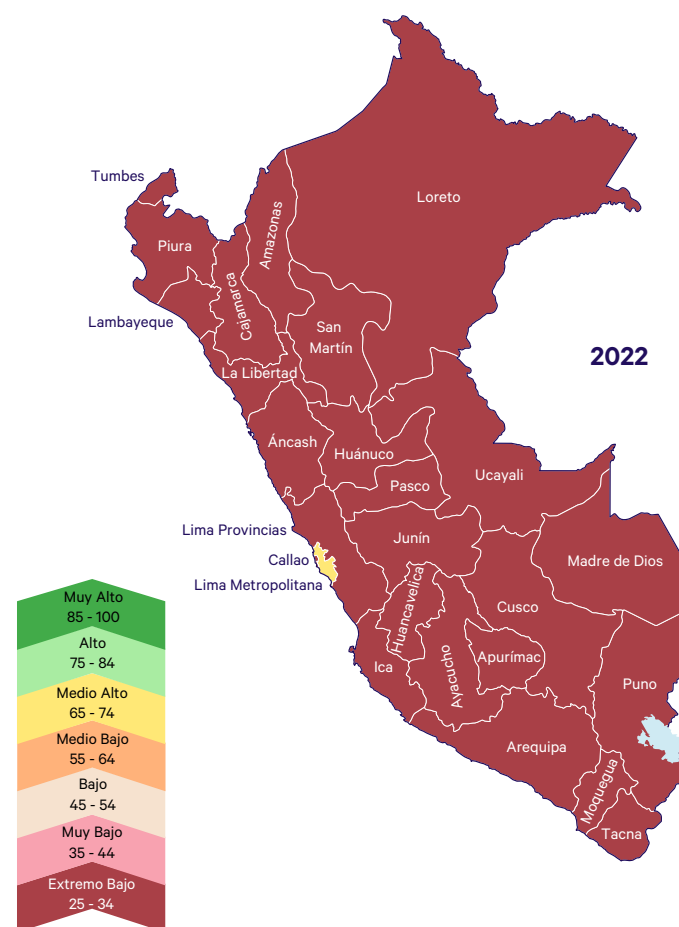 Tumbes
Loreto
Amazonas
Piura
Cajamarca
Lambayeque
San
Martín
2022
La Libertad
Áncash
Huánuco
Ucayali
Pasco
Lima Provincias
Junín
Callao
Madre de Dios
Lima Metropolitana
Huancavelica
Cusco
Ica
Ayacucho
Apurímac
Puno
Arequipa
Moquegua
Tacna
Muy Alto
85 - 100
Alto
75 - 84
Medio Alto
65 - 74
Medio Bajo
55 - 64
Bajo
45 - 54
Muy Bajo
35 - 44
Extremo Bajo
25 - 34